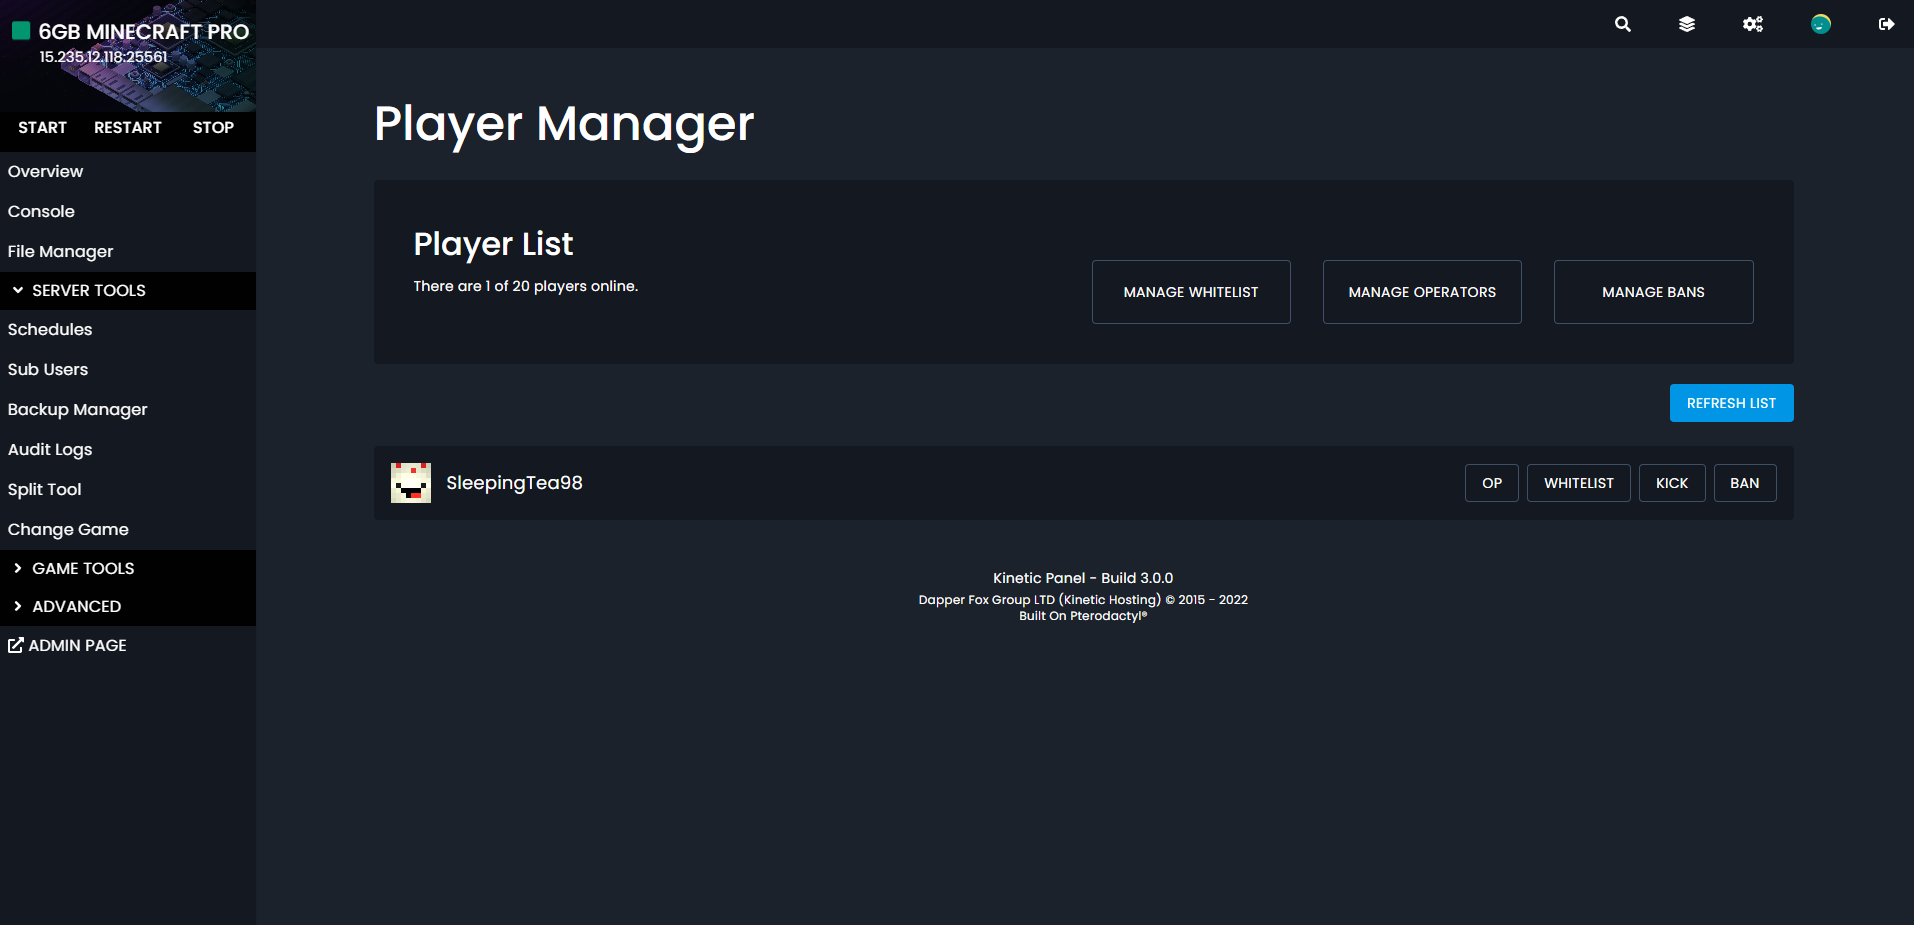 6GB MINECRAFT PRO
15.235.12.118:25561
START RESTART STOP
Overview
Console
File Manager
SERVER TOOLS
Schedules
Sub Users
Backup Manager
Audit Logs
Split Tool
Change Game
GAME TOOLS
ADVANCED
ADMIN PAGE
Player Manager
Player List
There are 1 of 20 players online.
MANAGE WHITELIST MANAGE OPERATORS MANAGE BANS
REFRESH LIST
SleepingTea98 OP WHITELIST KICK BAN
Kinetic Panel - Build 3.0.0
Dapper Fox Group LTD (Kinetic Hosting) © 2015 - 2022
Built On Pterodactyl®